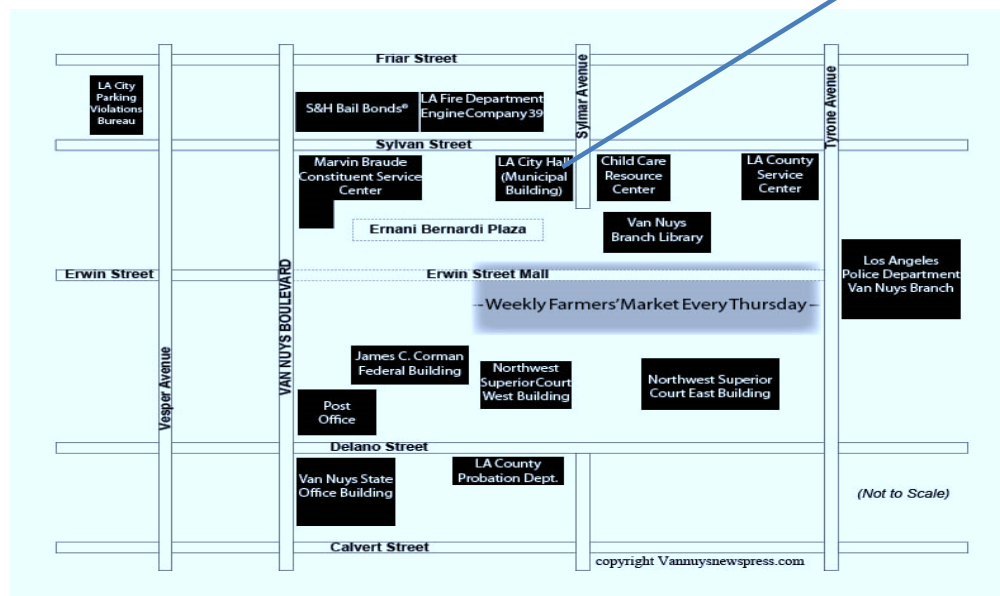 Friar Street
LA City
Parking
Violations
Bureau
Sylmar Avenue
Tyrone Avenue
S&H Bail Bonds®
LA Fire Department
Engine Company 39
Sylvan Street
Marvin Braude
Constituent Service
Center
LA City Hall
(Municipal
Building)
Child Care
Resource
Center
LA County
Service
Center
Ernani Bernardi Plaza
Van Nuys
Branch Library
Erwin Street
Erwin Street Mall
Los Angeles
Police Department
Van Nuys Branch
Weekly Farmers' Market Every Thursday
VAN NUYS BOULEVARD
Vesper Avenue
James C. Corman
Federal Building
Northwest
Superior Court
West Building
Northwest Superior
Court East Building
Post
Office
Delano Street
Van Nuys State
Office Building
LA County
Probation Dept.
(Not to Scale)
Calvert Street
copyright Vannuysnewspress.com